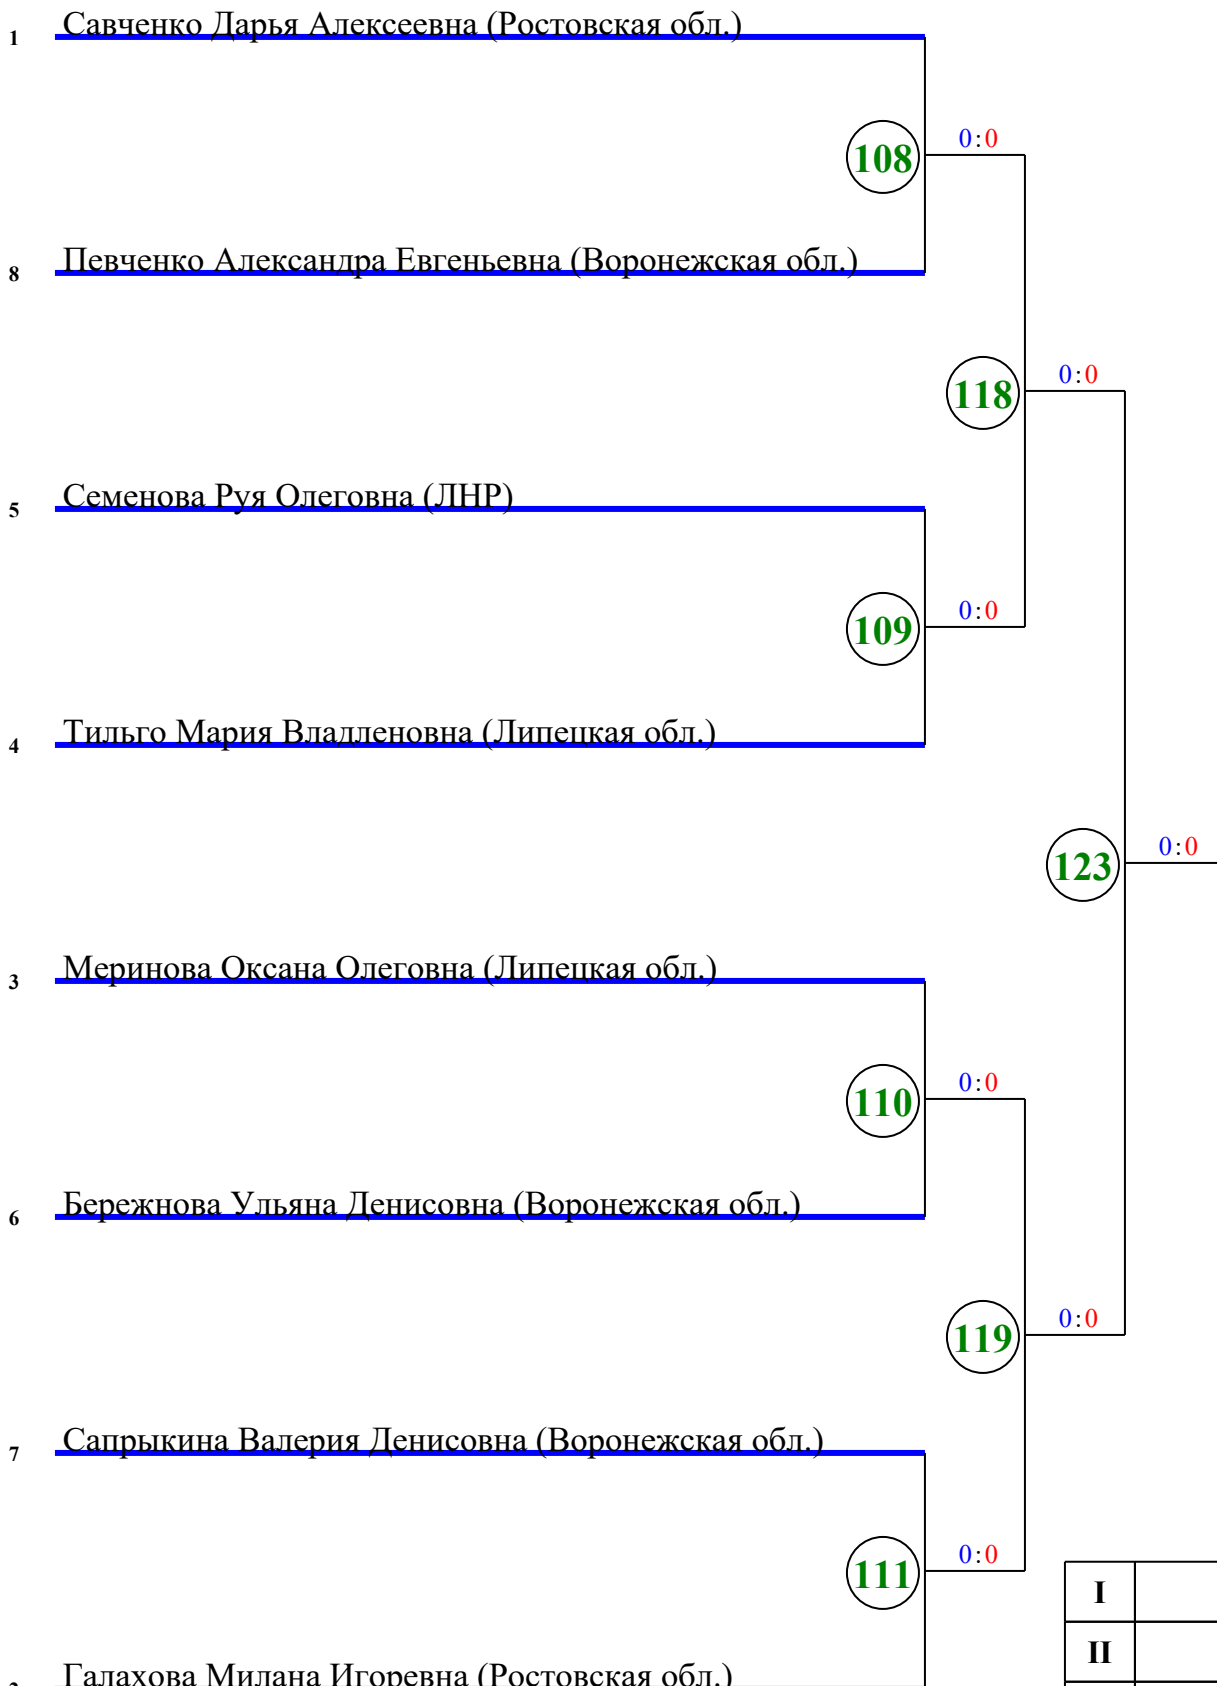 1 Савченко Дарья Алексеевна (Ростовская обл.)
108 0:0
8 Певченко Александра Евгеньевна (Воронежская обл.)
118 0:0
5 Семенова Руя Олеговна (ЛНР)
109 0:0
4 Тильго Мария Владленовна (Липецкая обл.)
123 0:0
3 Меринова Оксана Олеговна (Липецкая обл.)
110 0:0
6 Бережнова Ульяна Денисовна (Воронежская обл.)
119 0:0
7 Сапрыкина Валерия Денисовна (Воронежская обл.)
111 0:0
I
II
Галахова Милана Игоревна (Ростовская обл.)